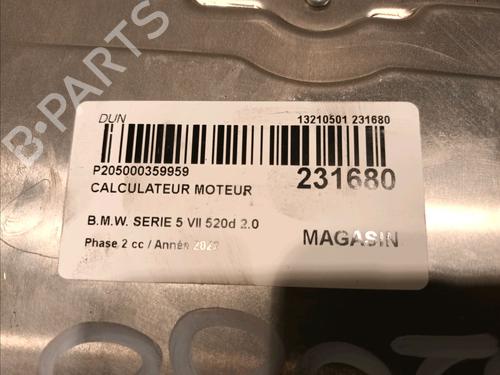 DUN
13210501 231680
P205000359959
CALCULATEUR MOTEUR
231680
B.M.W. SERIE 5 VII 520d 2.0
MAGASIN
Phase 2 cc / Année
B-PARTS